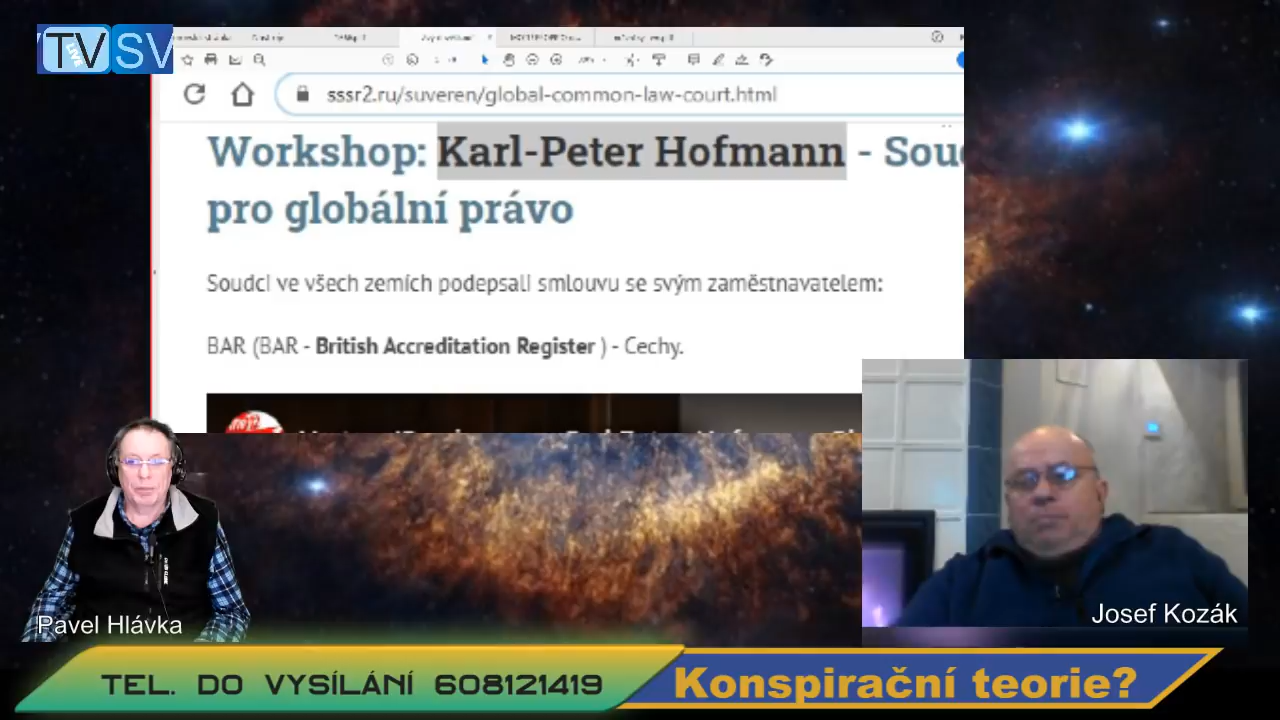 TVSV
LIVE
sssr2.ru/suveren/global-common-law-court.html
Workshop: Karl-Peter Hofmann - Sou
pro globální právo
Soudci ve všech zemích podepsali smlouvu se svým zaměstnavatelem:
BAR (BAR - British Accreditation Register ) - Cechy.
Pavel Hlávka
Josef Kozák
TEL. DO VYSÍLÁNÍ 608121419
Konspirační teorie?